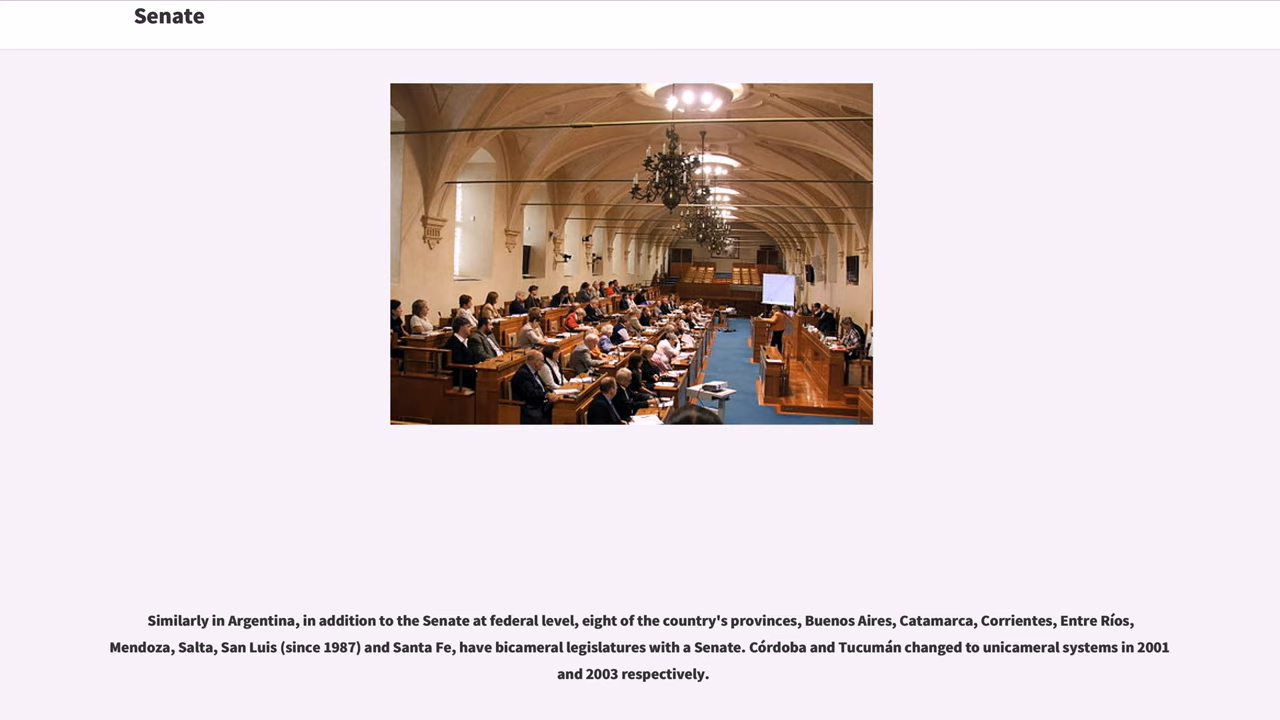 Senate
Similarly in Argentina, in addition to the Senate at federal level, eight of the country's provinces, Buenos Aires, Catamarca, Corrientes, Entre Ríos,
Mendoza, Salta, San Luis (since 1987) and Santa Fe, have bicameral legislatures with a Senate. Córdoba and Tucumán changed to unicameral systems in 2001
and 2003 respectively.